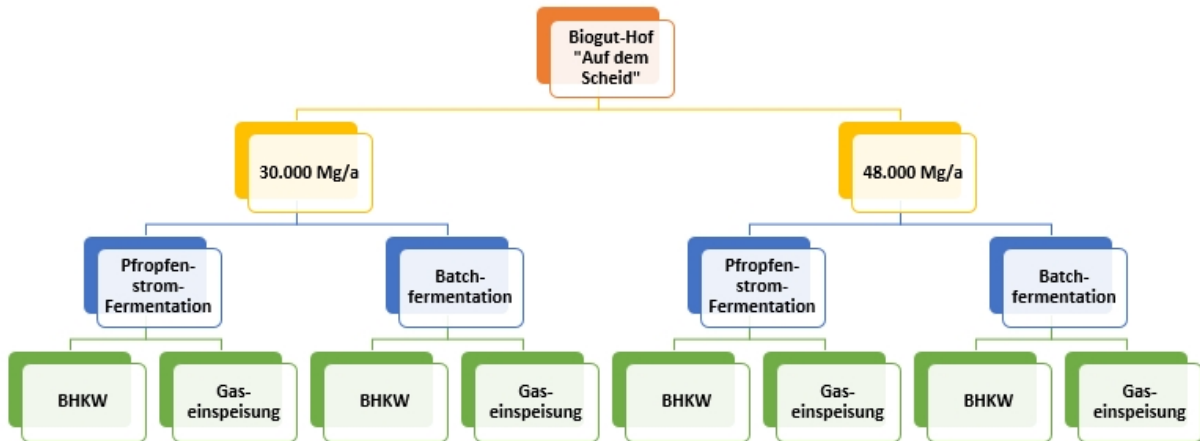 Biogut-Hof
"Auf dem
Scheid"
30.000 Mg/a
48.000 Mg/a
Pfropfen-
strom-
Fermentation
Batch-
fermentation
Pfropfen-
strom-
Fermentation
Batch-
fermentation
BHKW
Gas-
einspeisung
BHKW
Gas-
einspeisung
BHKW
Gas-
einspeisung
BHKW
Gas-
einspeisung